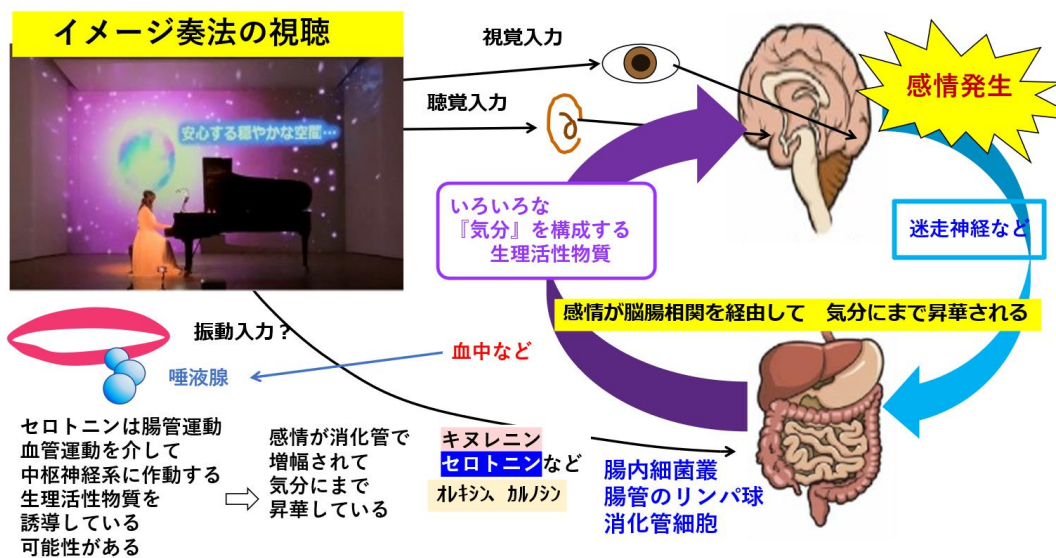 イメージ奏法の視聴
安心する穏やかな空間…
視覚入力
聴覚入力
感情発生
いろいろな
『気分』を構成する
生理活性物質
迷走神経など
感情が脳腸相関を経由して 気分にまで昇華される
振動入力？
血中など
唾液腺
セロトニンは腸管運動
血管運動を介して
中枢神経系に作動する
生理活性物質を
誘導している
可能性がある
感情が消化管で
増幅されて
気分にまで
昇華している
キヌレニン
セロトニンなど
オレキシン、カルノシン
腸内細菌叢
腸管のリンパ球
消化管細胞